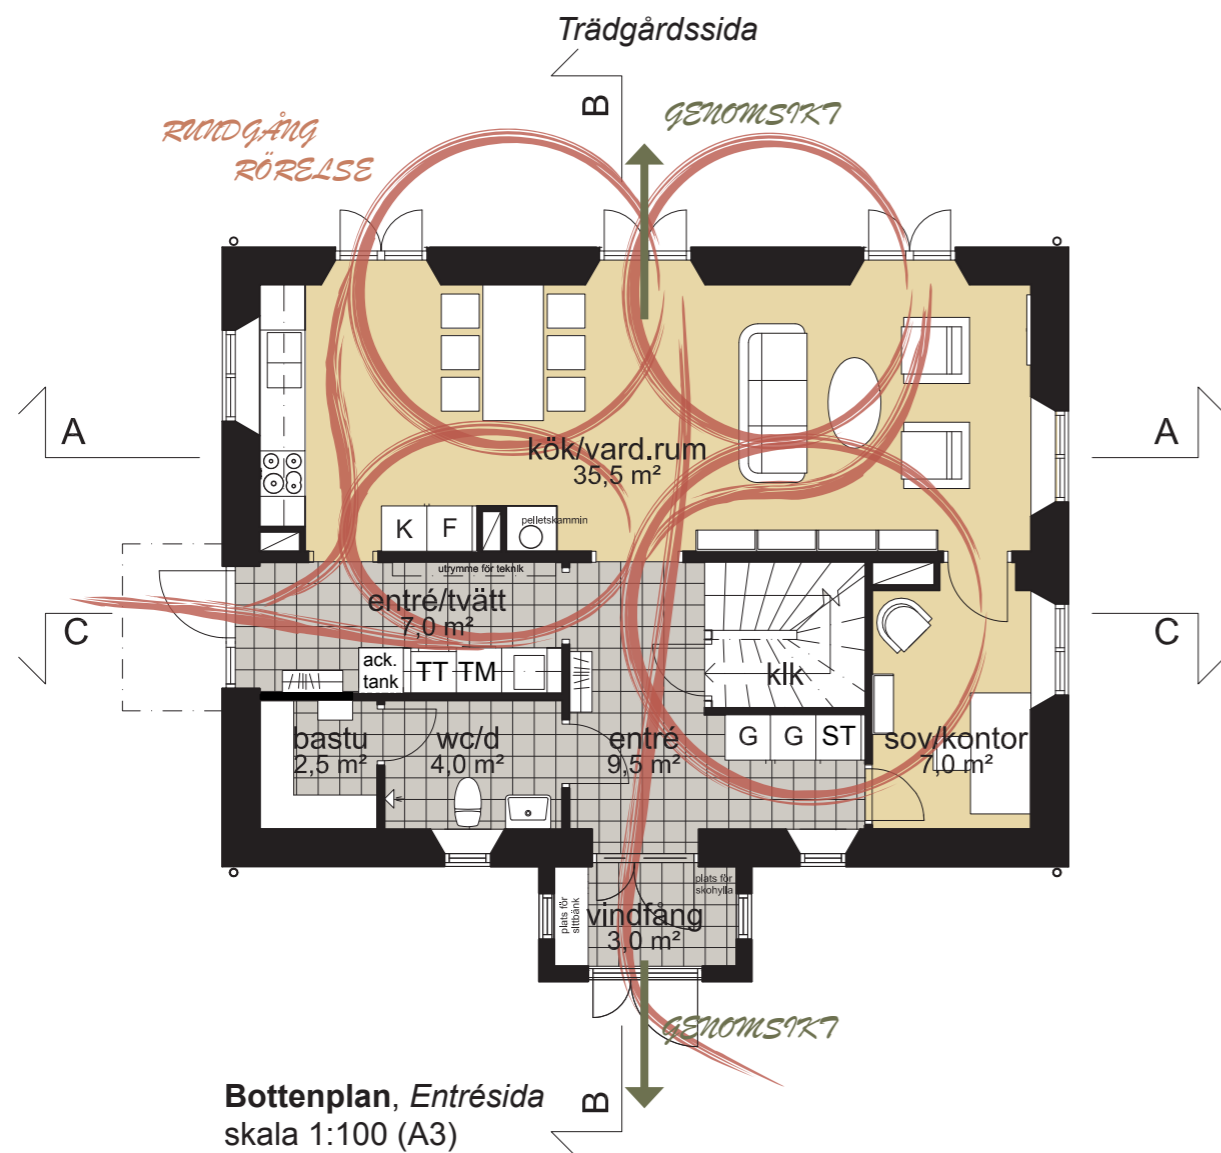 Trädgårdssida
B
GENOMSIKT
RUNDGÅNG
RÖRELSE
A
A
kök/vard.rum
35,5 m²
K F
pelletskammin
utrymme för teknik
entré/tvätt
7,0 m²
C
C
ack.
tank
TT TM
klk
bastu
2,5 m²
wc/d
4,0 m²
entré
9,5 m²
G G ST
sov/kontor
7,0 m²
plats för
skohylla
plats för
sittbänk
vindfång
3,0 m²
GENOMSIKT
B
Bottenplan, Entrésida
skala 1:100 (A3)